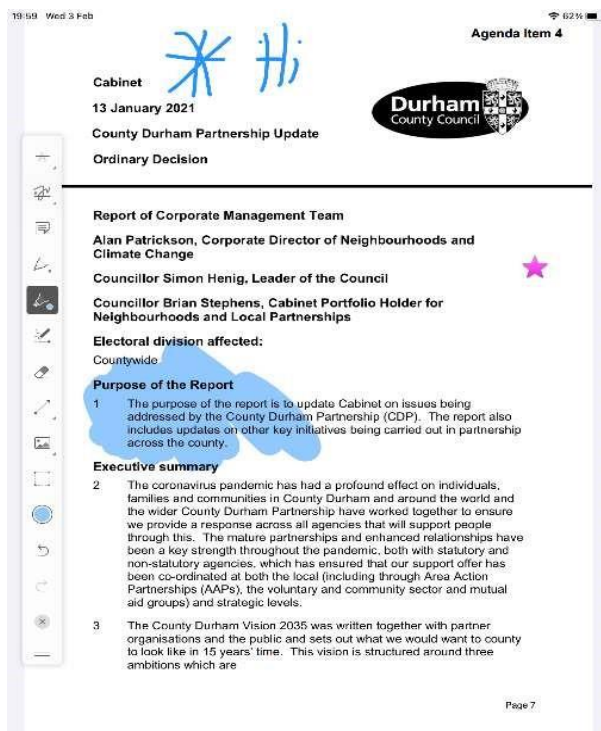 19:59 Wed 3 Feb
62%
Agenda Item 4
Hi
Cabinet
13 January 2021
County Durham Partnership Update
Ordinary Decision
Durham
County Council
Report of Corporate Management Team
Alan Patrickson, Corporate Director of Neighbourhoods and
Climate Change
Councillor Simon Henig, Leader of the Council
Councillor Brian Stephens, Cabinet Portfolio Holder for
Neighbourhoods and Local Partnerships
Electoral division affected:
Countywide
Purpose of the Report
1 The purpose of the report is to update Cabinet on issues being
addressed by the County Durham Partnership (CDP). The report also
includes updates on other key initiatives being carried out in partnership
across the county.
Executive summary
2 The coronavirus pandemic has had a profound effect on individuals,
families and communities in County Durham and around the world and
the wider County Durham Partnership have worked together to ensure
we provide a response across all agencies that will support people
through this. The mature partnerships and enhanced relationships have
been a key strength throughout the pandemic, both with statutory and
non-statutory agencies, which has ensured that our support offer has
been co-ordinated at both the local (including through Area Action
Partnerships (AAPs), the voluntary and community sector and mutual
aid groups) and strategic levels.
3 The County Durham Vision 2035 was written together with partner
organisations and the public and sets out what we would want to county
to look like in 15 years' time. This vision is structured around three
ambitions which are
Page 7